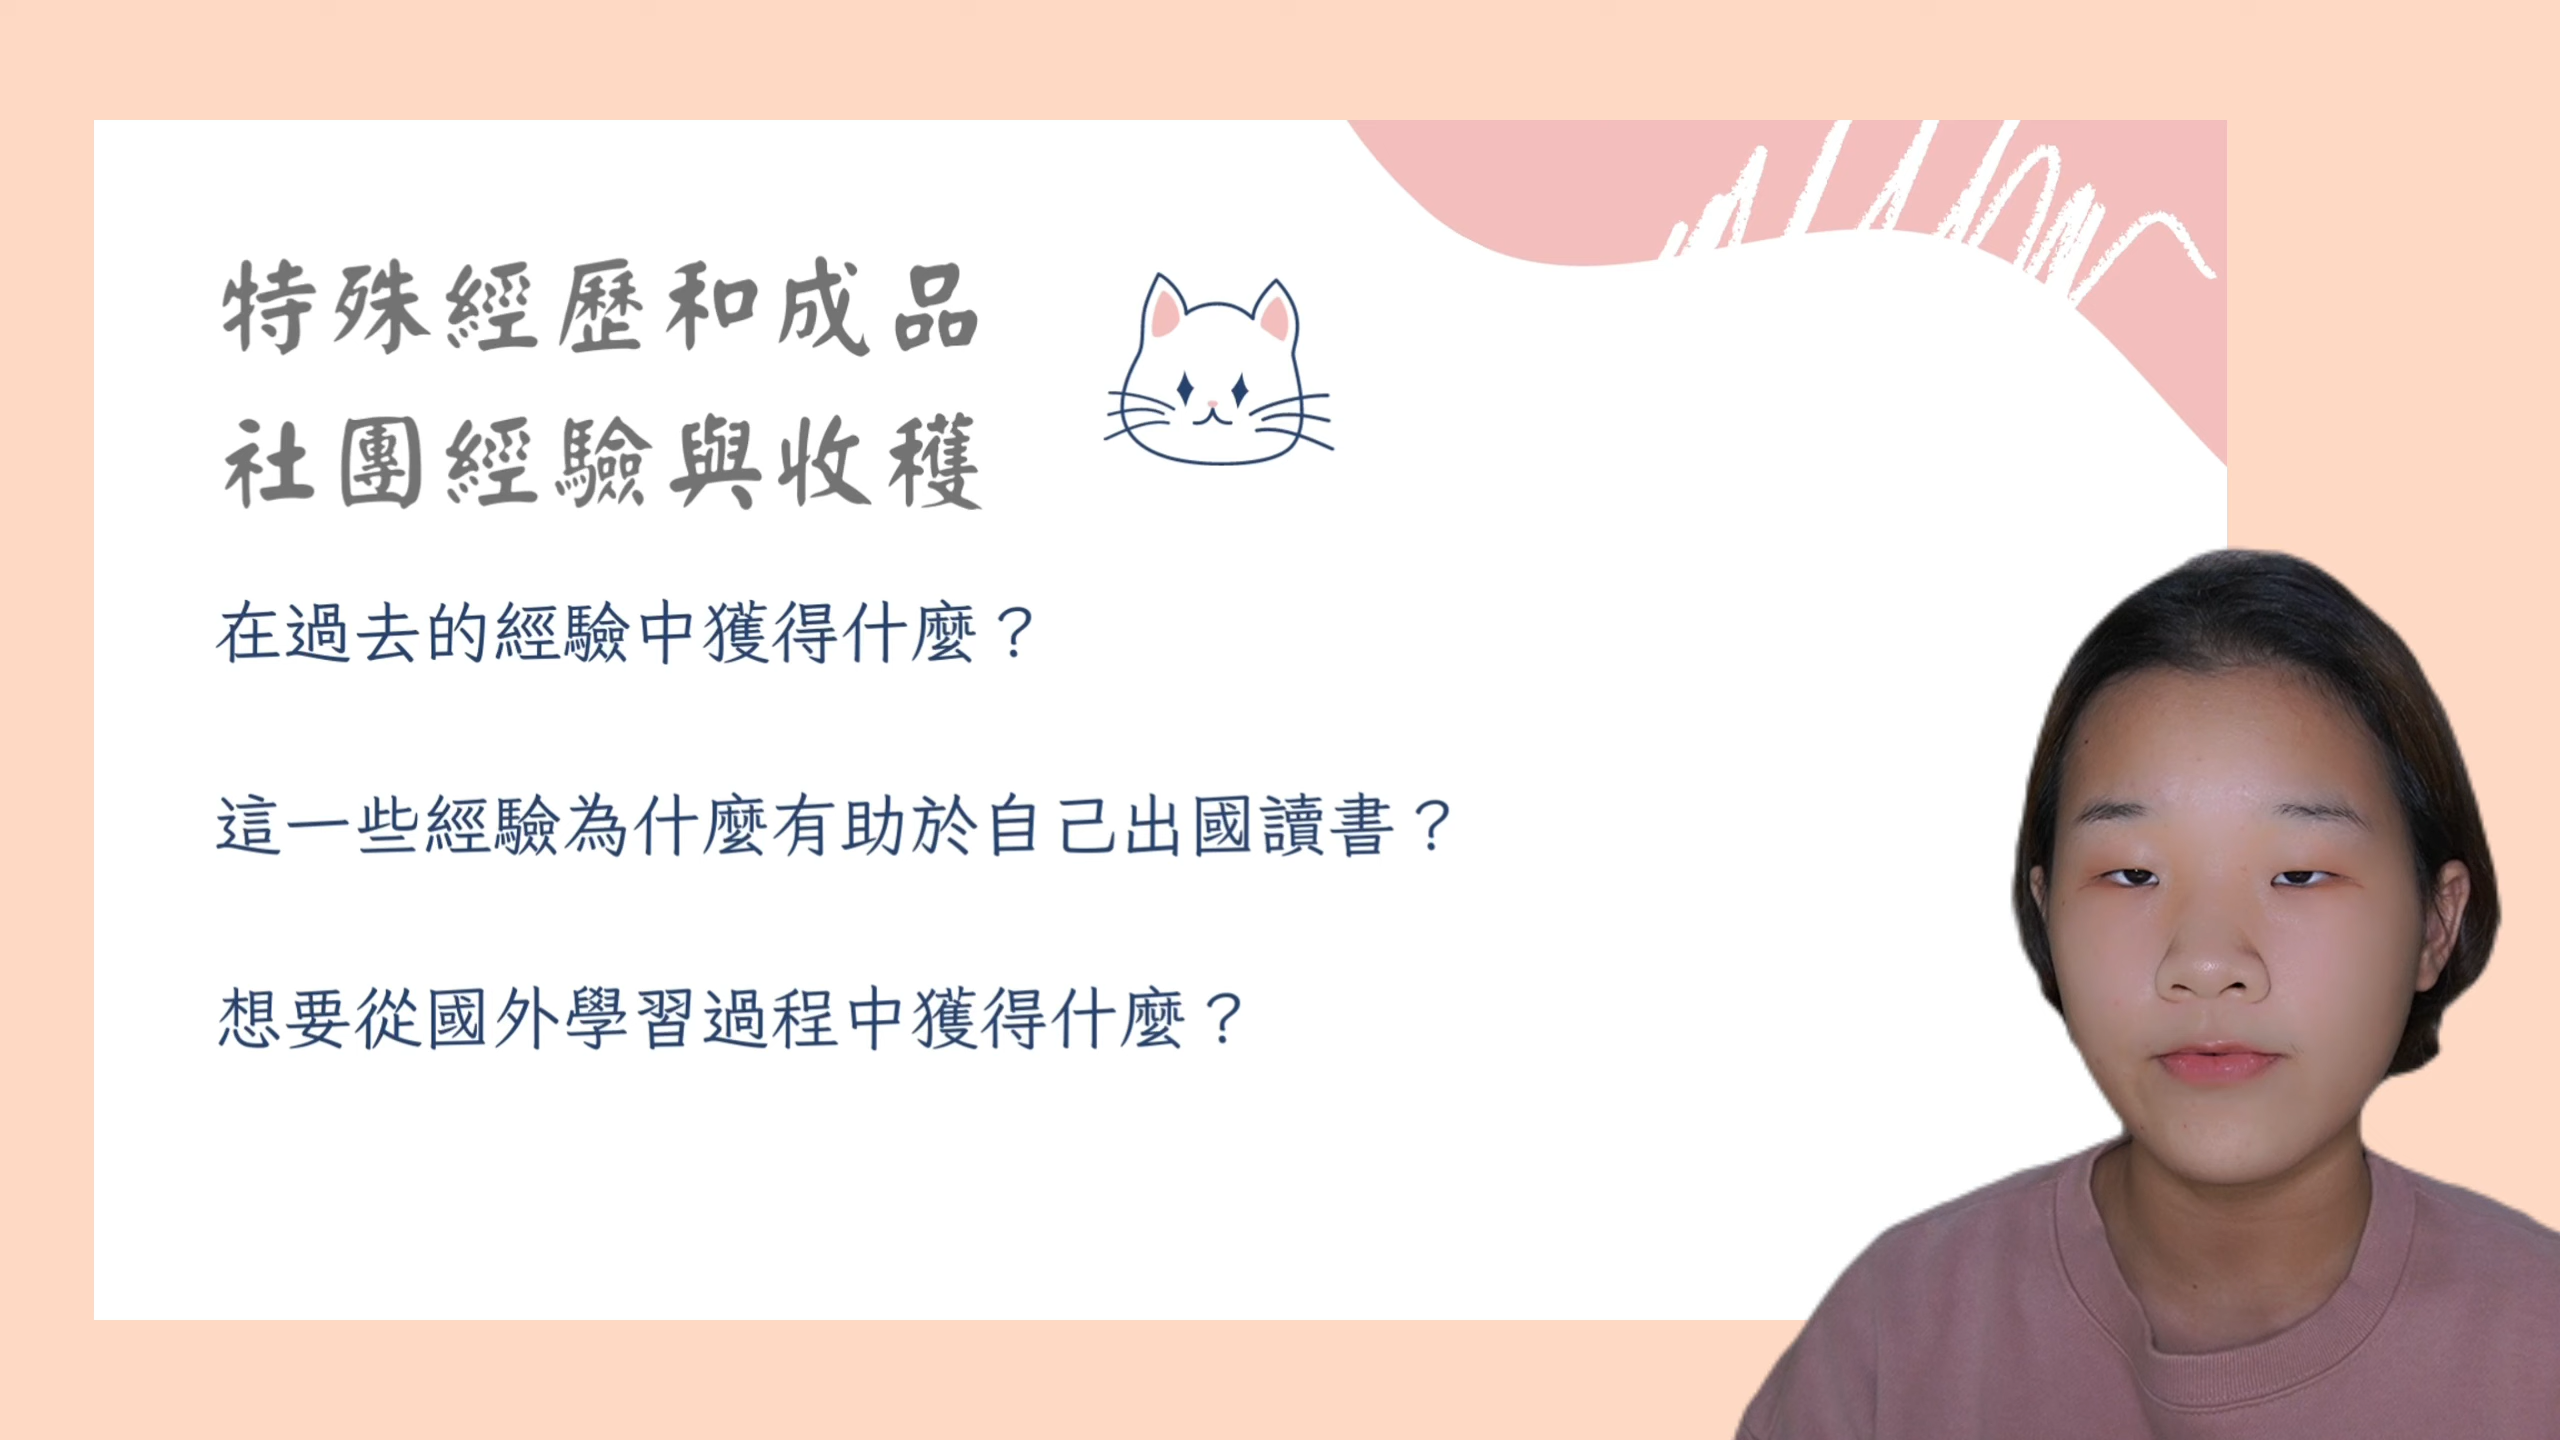 特殊經歷和成品
社團經驗與收穫
在過去的經驗中獲得什麼？
這一些經驗為什麼有助於自己出國讀書？
想要從國外學習過程中獲得什麼？